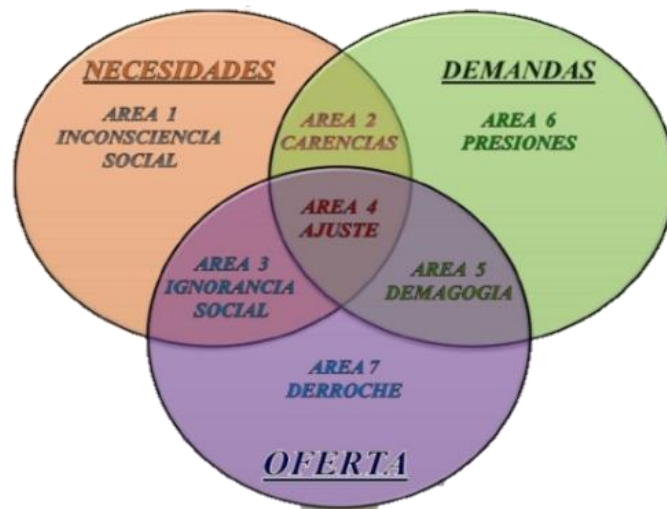 NECESIDADES
AREA 1
INCONSCIENCIA
SOCIAL
AREA 2
CARENCIAS
DEMANDAS
AREA 6
PRESIONES
AREA 4
AJUSTE
AREA 3
IGNORANCIA
SOCIAL
AREA 5
DEMAGOGIA
AREA 7
DERROCHE
OFERTA